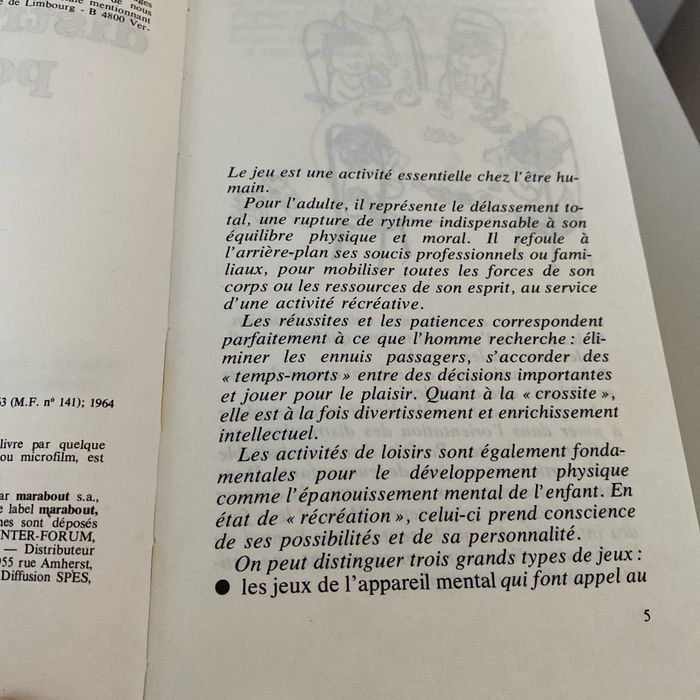 de nous
mentionnant
de Limbourg - B 4800 Ver-
63 (M.F. nº 141); 1964
livre par quelque
ou microfilm, est
par marabout s.a.,
e label marabout,
nes sont déposés
INTER-FORUM,
— Distributeur
955 rue Amherst,
Diffusion SPES,
Le jeu est une activité essentielle chez l'être hu-
main.
Pour l'adulte, il représente le délassement to-
tal, une rupture de rythme indispensable à son
équilibre physique et moral. Il refoule à
l'arrière-plan ses soucis professionnels ou fami-
liaux, pour mobiliser toutes les forces de son
corps ou les ressources de son esprit, au service
d'une activité récréative.
Les réussites et les patiences correspondent
parfaitement à ce que l'homme recherche : éli-
miner les ennuis passagers, s'accorder des
« temps-morts » entre des décisions importantes
et jouer pour le plaisir. Quant à la « crossite »,
elle est à la fois divertissement et enrichissement
intellectuel.
Les activités de loisirs sont également fonda-
mentales pour le développement physique
comme l'épanouissement mental de l'enfant. En
état de « récréation », celui-ci prend conscience
de ses possibilités et de sa personnalité.
On peut distinguer trois grands types de jeux :
● les jeux de l'appareil mental qui font appel au
5